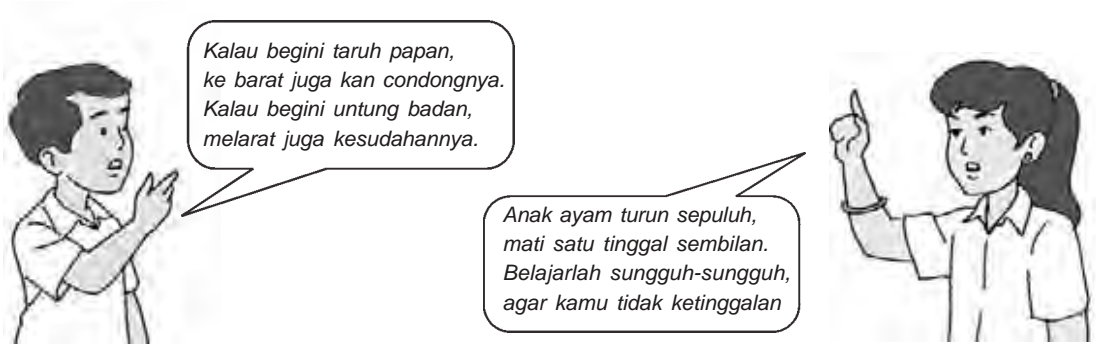 Kalau begini taruh papan,
ke barat juga kan condongnya.
Kalau begini untung badan,
melarat juga kesudahannya.
Anak ayam turun sepuluh,
mati satu tinggal sembilan.
Belajarlah sungguh-sungguh,
agar kamu tidak ketinggalan